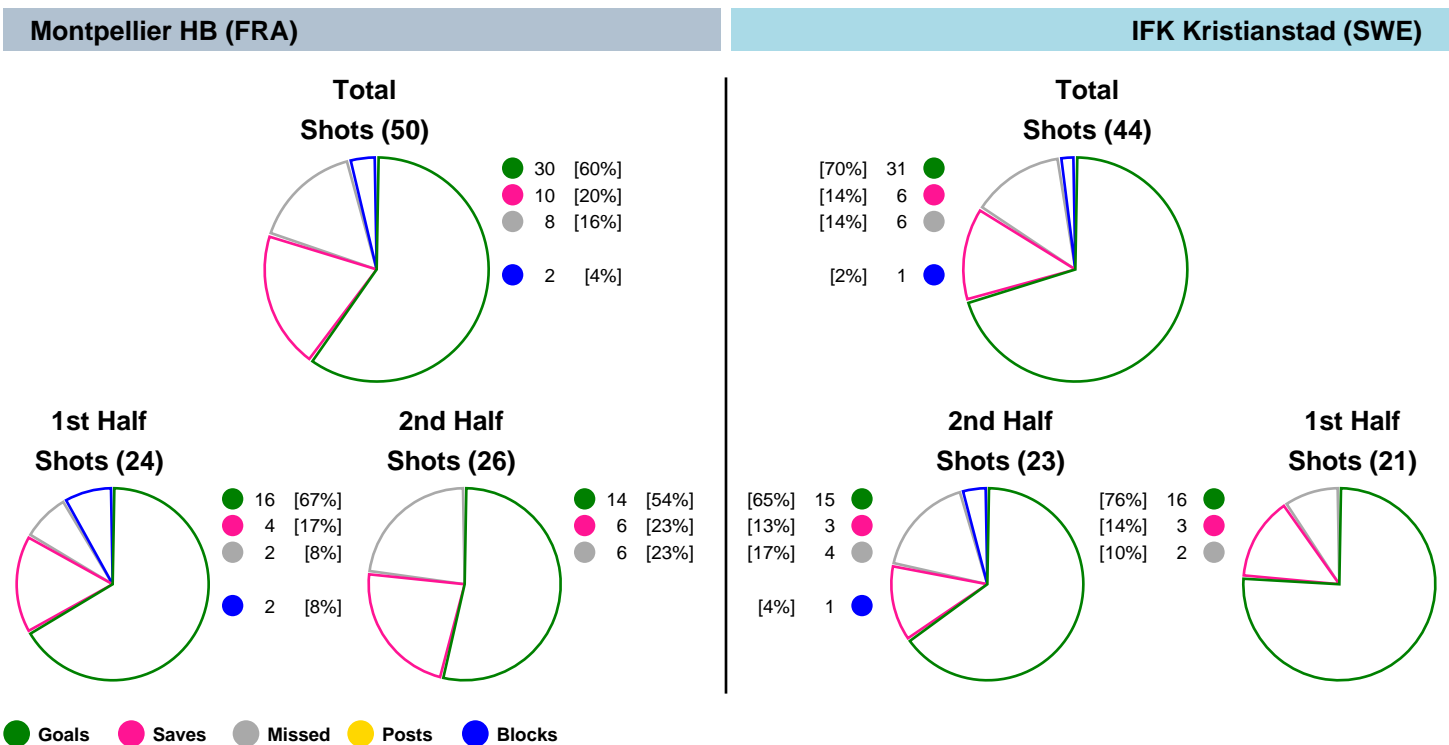 Montpellier HB (FRA)
IFK Kristianstad (SWE)
Total
Shots (50)
30 [60%]
10 [20%]
8 [16%]
2 [4%]
Total
Shots (44)
[70%] 31
[14%] 6
[14%] 6
[2%] 1
1st Half
Shots (24)
16 [67%]
4 [17%]
2 [8%]
2 [8%]
2nd Half
Shots (26)
14 [54%]
6 [23%]
6 [23%]
2nd Half
Shots (23)
[65%] 15
[13%] 3
[17%] 4
[4%] 1
1st Half
Shots (21)
[76%] 16
[14%] 3
[10%] 2
Goals Saves Missed Posts Blocks